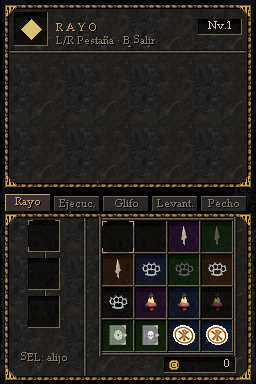 RAYO
Nv.1
L/R Pestaña · B Salir
Rayo
Ejecuc.
Glifo
Levant.
Pecho
SEL: alijo
0